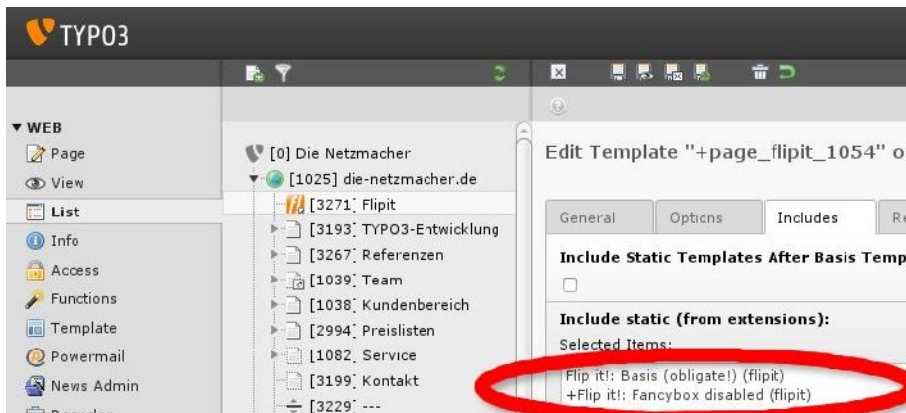 TYPO3
WEB
Page
View
List
Info
Access
Functions
Template
Powermail
News Admin
[0] Die Netzmacher
[1025] die-netzmacher.de
[3271] Flipit
[3193] TYPO3-Entwicklung
[3267] Referenzen
[1039] Team
[1038] Kundenbereich
[2994] Preislisten
[1082] Service
[3199] Kontakt
[3229] ---
Edit Template "+page_flipit_1054" o
General
Options
Includes
Re
Include Static Templates After Basis Temp
Include static (from extensions):
Selected Items:
Flip it!: Basis (obligate!) (flipit)
+Flip it!: Fancybox disabled (flipit)